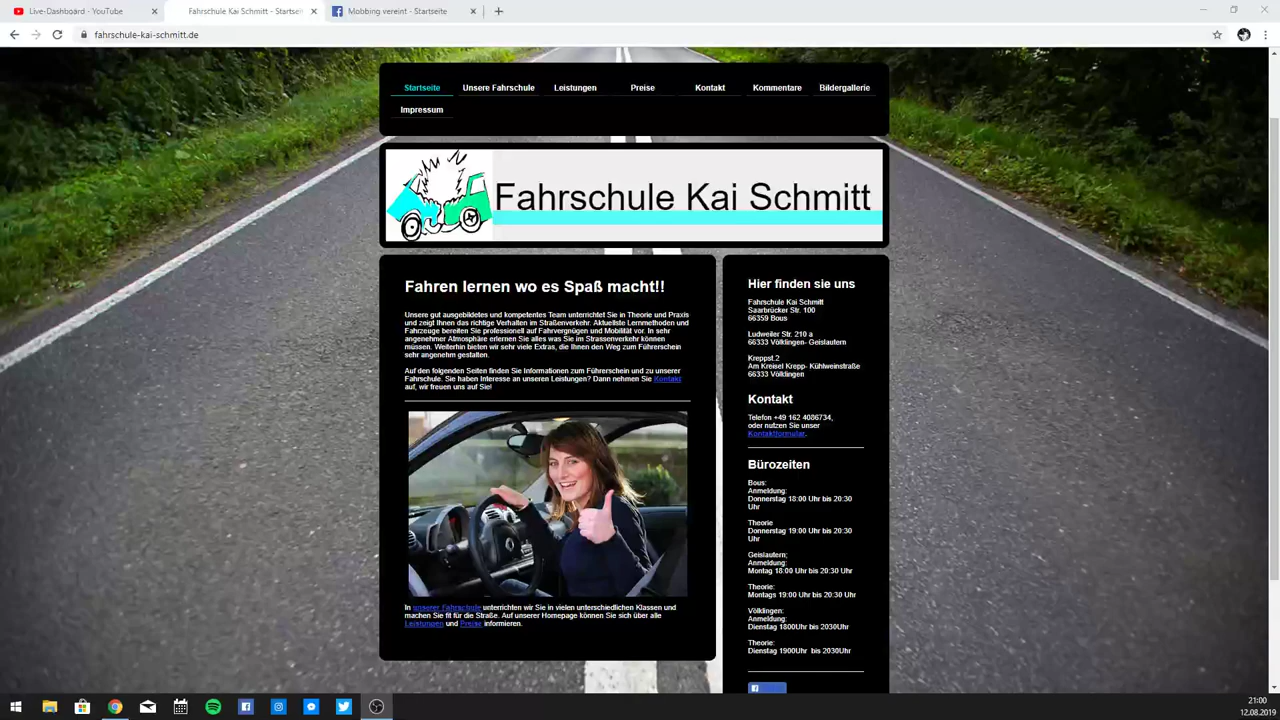 Live-Dashboard - YouTube
Fahrschule Kai Schmitt - Startseite
Mobbing vereint - Startseite
fahrschule-kai-schmitt.de
Startseite
Unsere Fahrschule
Leistungen
Preise
Kontakt
Kommentare
Bildergallerie
Impressum
Fahrschule Kai Schmitt
Fahren lernen wo es Spaß macht!!
Unsere gut ausgebildetes und kompetentes Team unterrichtet Sie in Theorie und Praxis
und zeigt Ihnen das richtige Verhalten im Straßenverkehr. Aktuellste Lernmethoden und
Fahrzeuge bereiten Sie professionell auf Fahrvergnügen und Mobilität vor. In sehr
angenehmer Atmosphäre erlernen Sie alles was Sie im Strassenverkehr können
müssen. Weiterhin bieten wir sehr viele Extras, die Ihnen den Weg zum Führerschein
sehr angenehm gestalten.
Auf den folgenden Seiten finden Sie Informationen zum Führerschein und zu unserer
Fahrschule. Sie haben Interesse an unseren Leistungen? Dann nehmen Sie Kontakt
auf, wir freuen uns auf Sie!
In unserer Fahrschule unterrichten wir Sie in vielen unterschiedlichen Klassen und
machen Sie fit für die Straße. Auf unserer Homepage können Sie sich über alle
Leistungen und Preise informieren.
Hier finden sie uns
Fahrschule Kai Schmitt
Saarbrücker Str. 100
66359 Bous
Ludweiler Str. 210 a
66333 Völklingen- Geislautern
Kreppst.2
Am Kreisel Krepp- Kühlweinstraße
66333 Völklingen
Kontakt
Telefon +49 162 4086734,
oder nutzen Sie unser
Kontaktformular.
Bürozeiten
Bous:
Anmeldung:
Donnerstag 18:00 Uhr bis 20:30
Uhr
Theorie
Donnerstag 19:00 Uhr bis 20:30
Uhr
Geislautern;
Anmeldung:
Montag 18:00 Uhr bis 20:30 Uhr
Theorie:
Montags 19:00 Uhr bis 20:30 Uhr
Völklingen:
Anmeldung:
Dienstag 1800Uhr bis 2030Uhr
Theorie:
Dienstag 1900Uhr bis 2030Uhr
21:00
12.08.2019